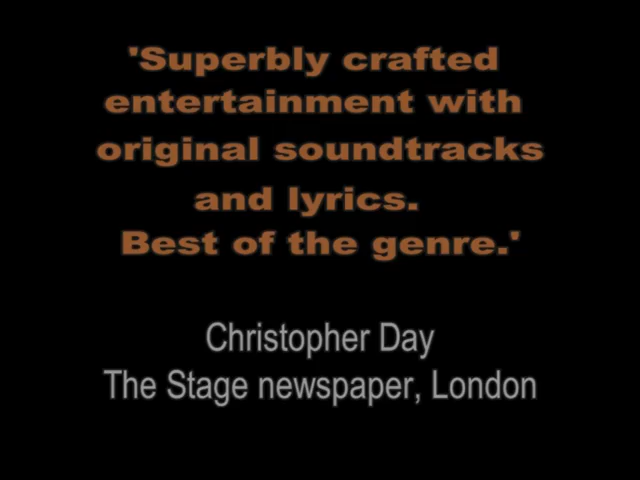 'Superbly crafted
entertainment with
original soundtracks
and lyrics.
Best of the genre.'
Christopher Day
The Stage newspaper, London